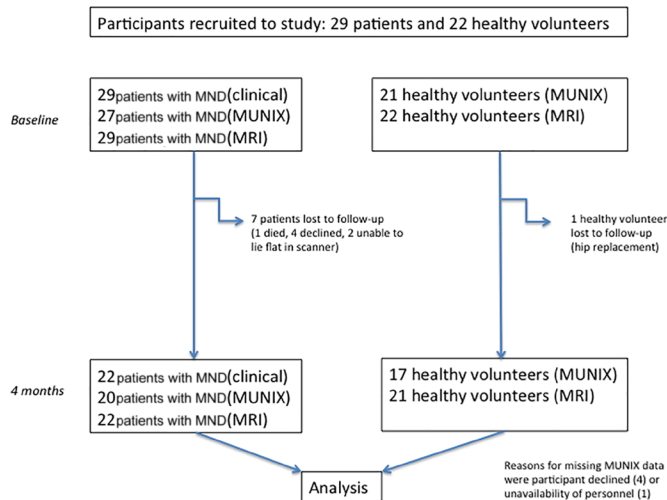 Participants recruited to study: 29 patients and 22 healthy volunteers
Baseline
29patients with MND(clinical)
27patients with MND(MUNIX)
29patients with MND(MRI)
21 healthy volunteers (MUNIX)
22 healthy volunteers (MRI)
7 patients lost to follow-up
(1 died, 4 declined, 2 unable to
lie flat in scanner)
1 healthy volunteer
lost to follow-up
(hip replacement)
4 months
22patients with MND(clinical)
20patients with MND(MUNIX)
22patients with MND(MRI)
17 healthy volunteers (MUNIX)
21 healthy volunteers (MRI)
Analysis
Reasons for missing MUNIX data
were participant declined (4) or
unavailability of personnel (1)